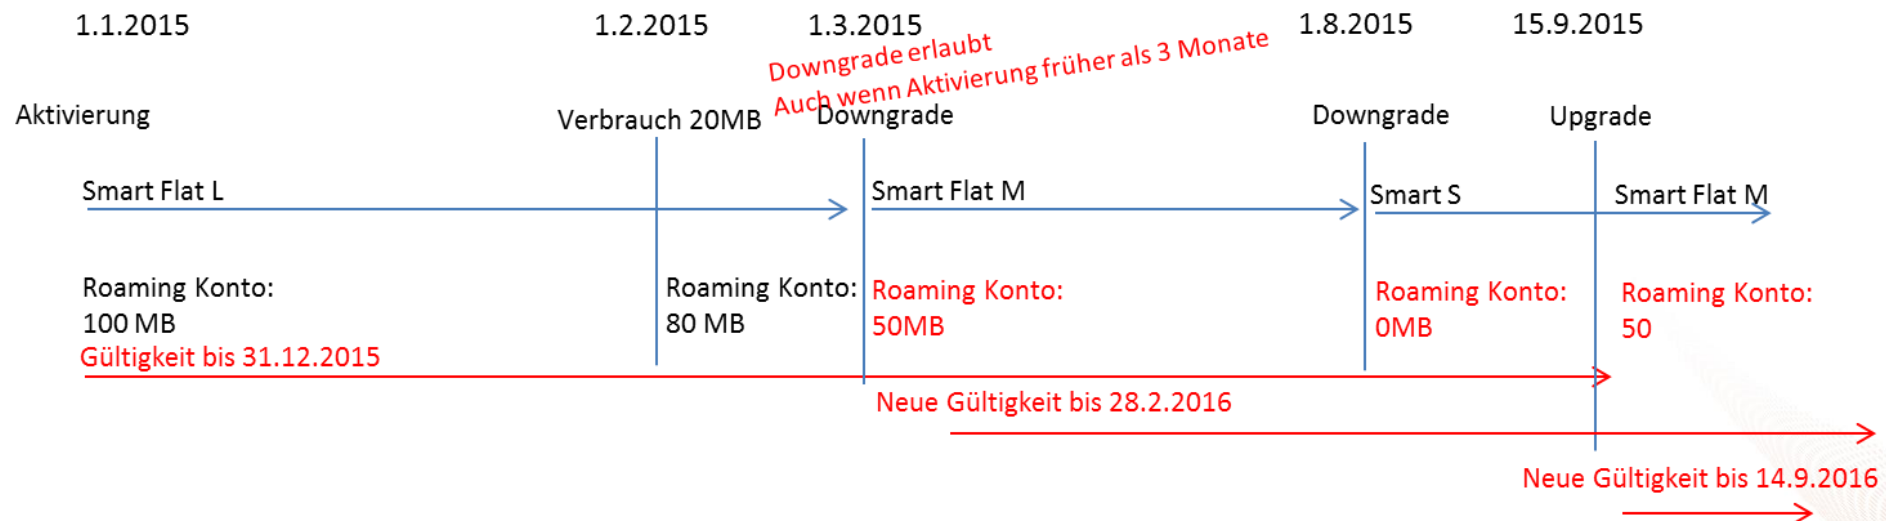 1.1.2015 1.2.2015 1.3.2015 1.8.2015 15.9.2015
Downgrade erlaubt
Auch wenn Aktivierung früher als 3 Monate
Aktivierung Verbrauch 20MB Downgrade Downgrade Upgrade
Smart Flat L Smart Flat M Smart S Smart Flat M
Roaming Konto: Roaming Konto: Roaming Konto: Roaming Konto: Roaming Konto:
100 MB 80 MB 50MB 0MB 50
Gültigkeit bis 31.12.2015
Neue Gültigkeit bis 28.2.2016
Neue Gültigkeit bis 14.9.2016